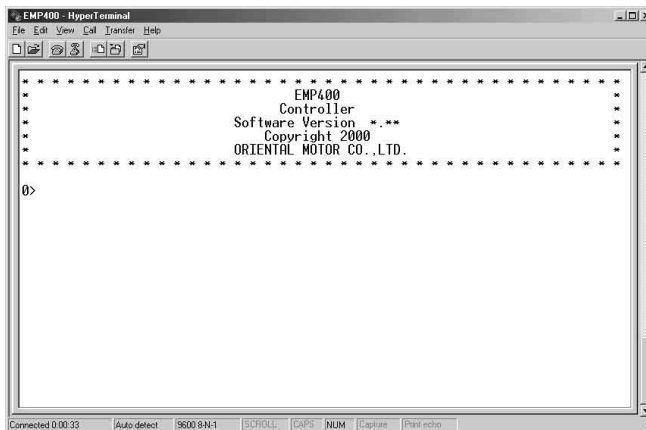 EMP400 - HyperTerminal
File Edit View Call Transfer Help
* * * * * * * * * * * * * * * * * * * * * * * * * * * * * * * * * * * * * * * *
* EMP400 *
* Controller *
* Software Version *.** *
* Copyright 2000 *
* ORIENTAL MOTOR CO.,LTD. *
* * * * * * * * * * * * * * * * * * * * * * * * * * * * * * * * * * * * * * * *
0>
Connected 0:00:33 Auto detect 9600 8-N-1 SCROLL CAPS NUM Capture Print echo